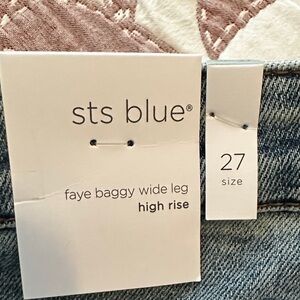 sts blue®
faye baggy wide leg
high rise
27
size